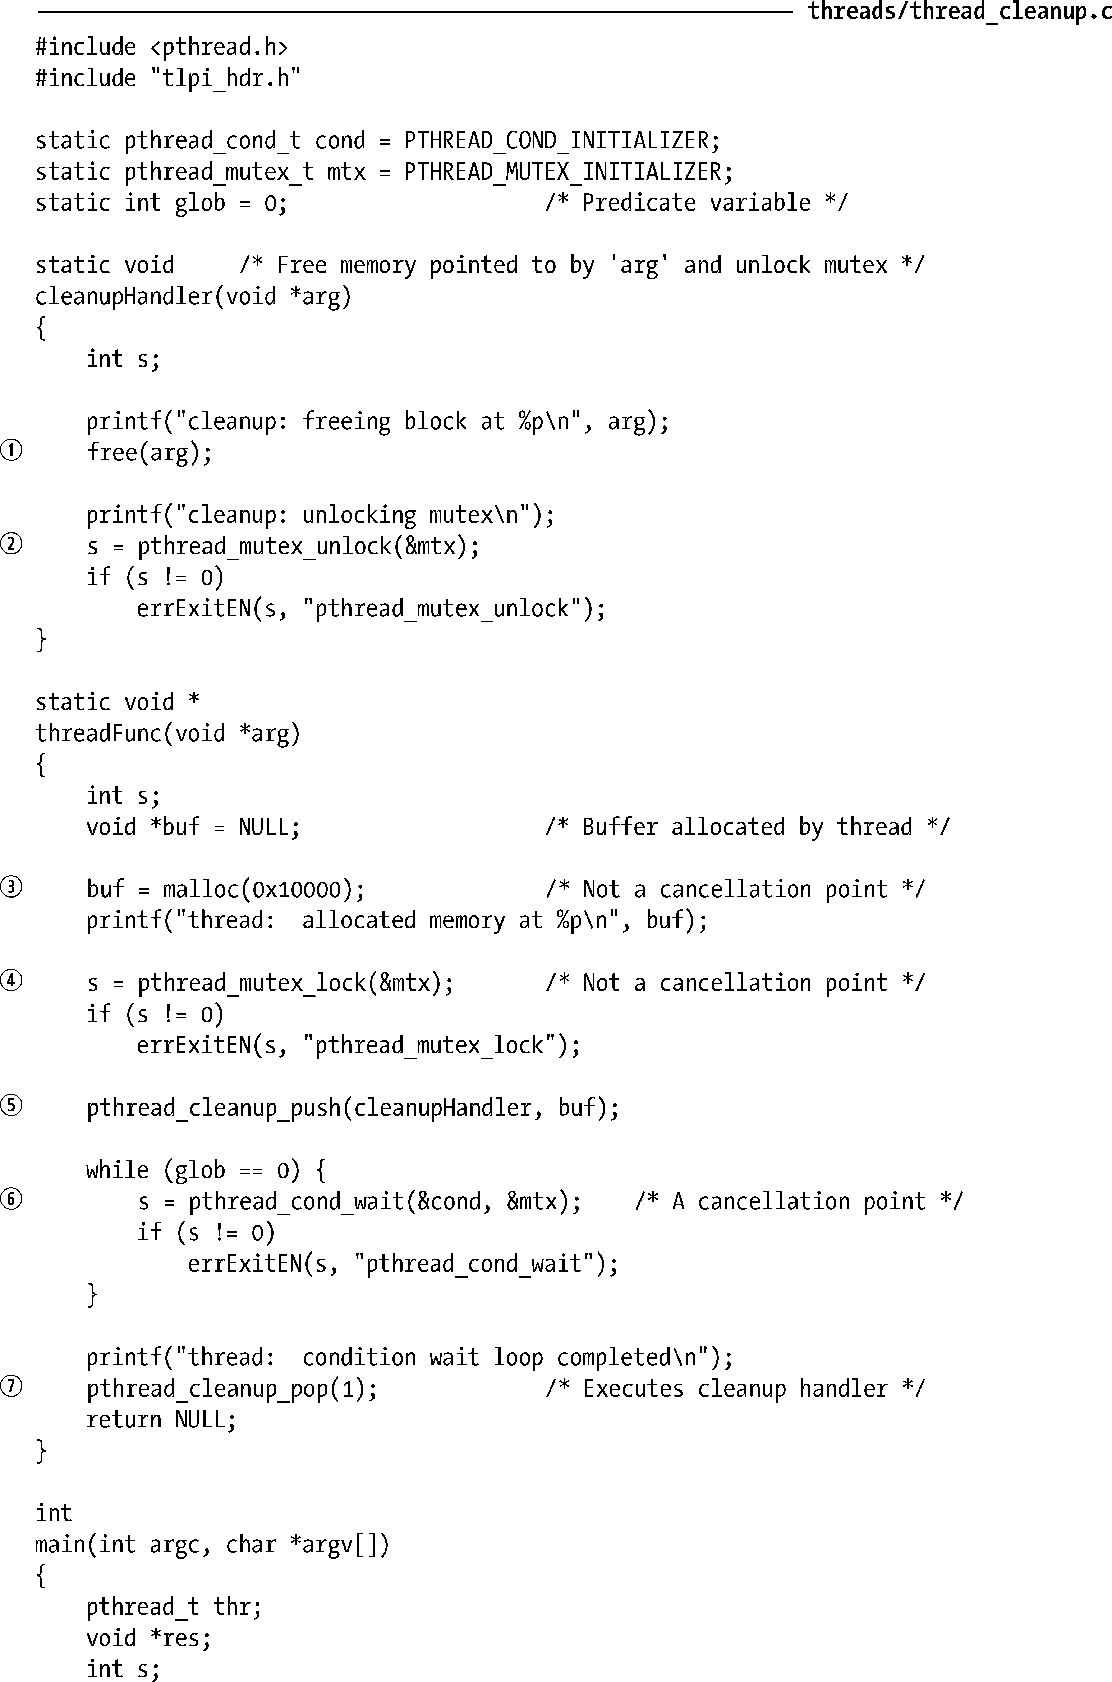 threads/thread_cleanup.c
#include <pthread.h>
#include "tlpi_hdr.h"

static pthread_cond_t cond = PTHREAD_COND_INITIALIZER;
static pthread_mutex_t mtx = PTHREAD_MUTEX_INITIALIZER;
static int glob = 0;                    /* Predicate variable */

static void     /* Free memory pointed to by 'arg' and unlock mutex */
cleanupHandler(void *arg)
{
    int s;

    printf("cleanup: freeing block at %p\n", arg);
①   free(arg);

    printf("cleanup: unlocking mutex\n");
②   s = pthread_mutex_unlock(&mtx);
    if (s != 0)
        errExitEN(s, "pthread_mutex_unlock");
}

static void *
threadFunc(void *arg)
{
    int s;
    void *buf = NULL;                   /* Buffer allocated by thread */

③   buf = malloc(0x10000);              /* Not a cancellation point */
    printf("thread:  allocated memory at %p\n", buf);

④   s = pthread_mutex_lock(&mtx);       /* Not a cancellation point */
    if (s != 0)
        errExitEN(s, "pthread_mutex_lock");

⑤   pthread_cleanup_push(cleanupHandler, buf);

    while (glob == 0) {
⑥       s = pthread_cond_wait(&cond, &mtx);    /* A cancellation point */
        if (s != 0)
            errExitEN(s, "pthread_cond_wait");
    }

    printf("thread:  condition wait loop completed\n");
⑦   pthread_cleanup_pop(1);             /* Executes cleanup handler */
    return NULL;
}

int
main(int argc, char *argv[])
{
    pthread_t thr;
    void *res;
    int s;